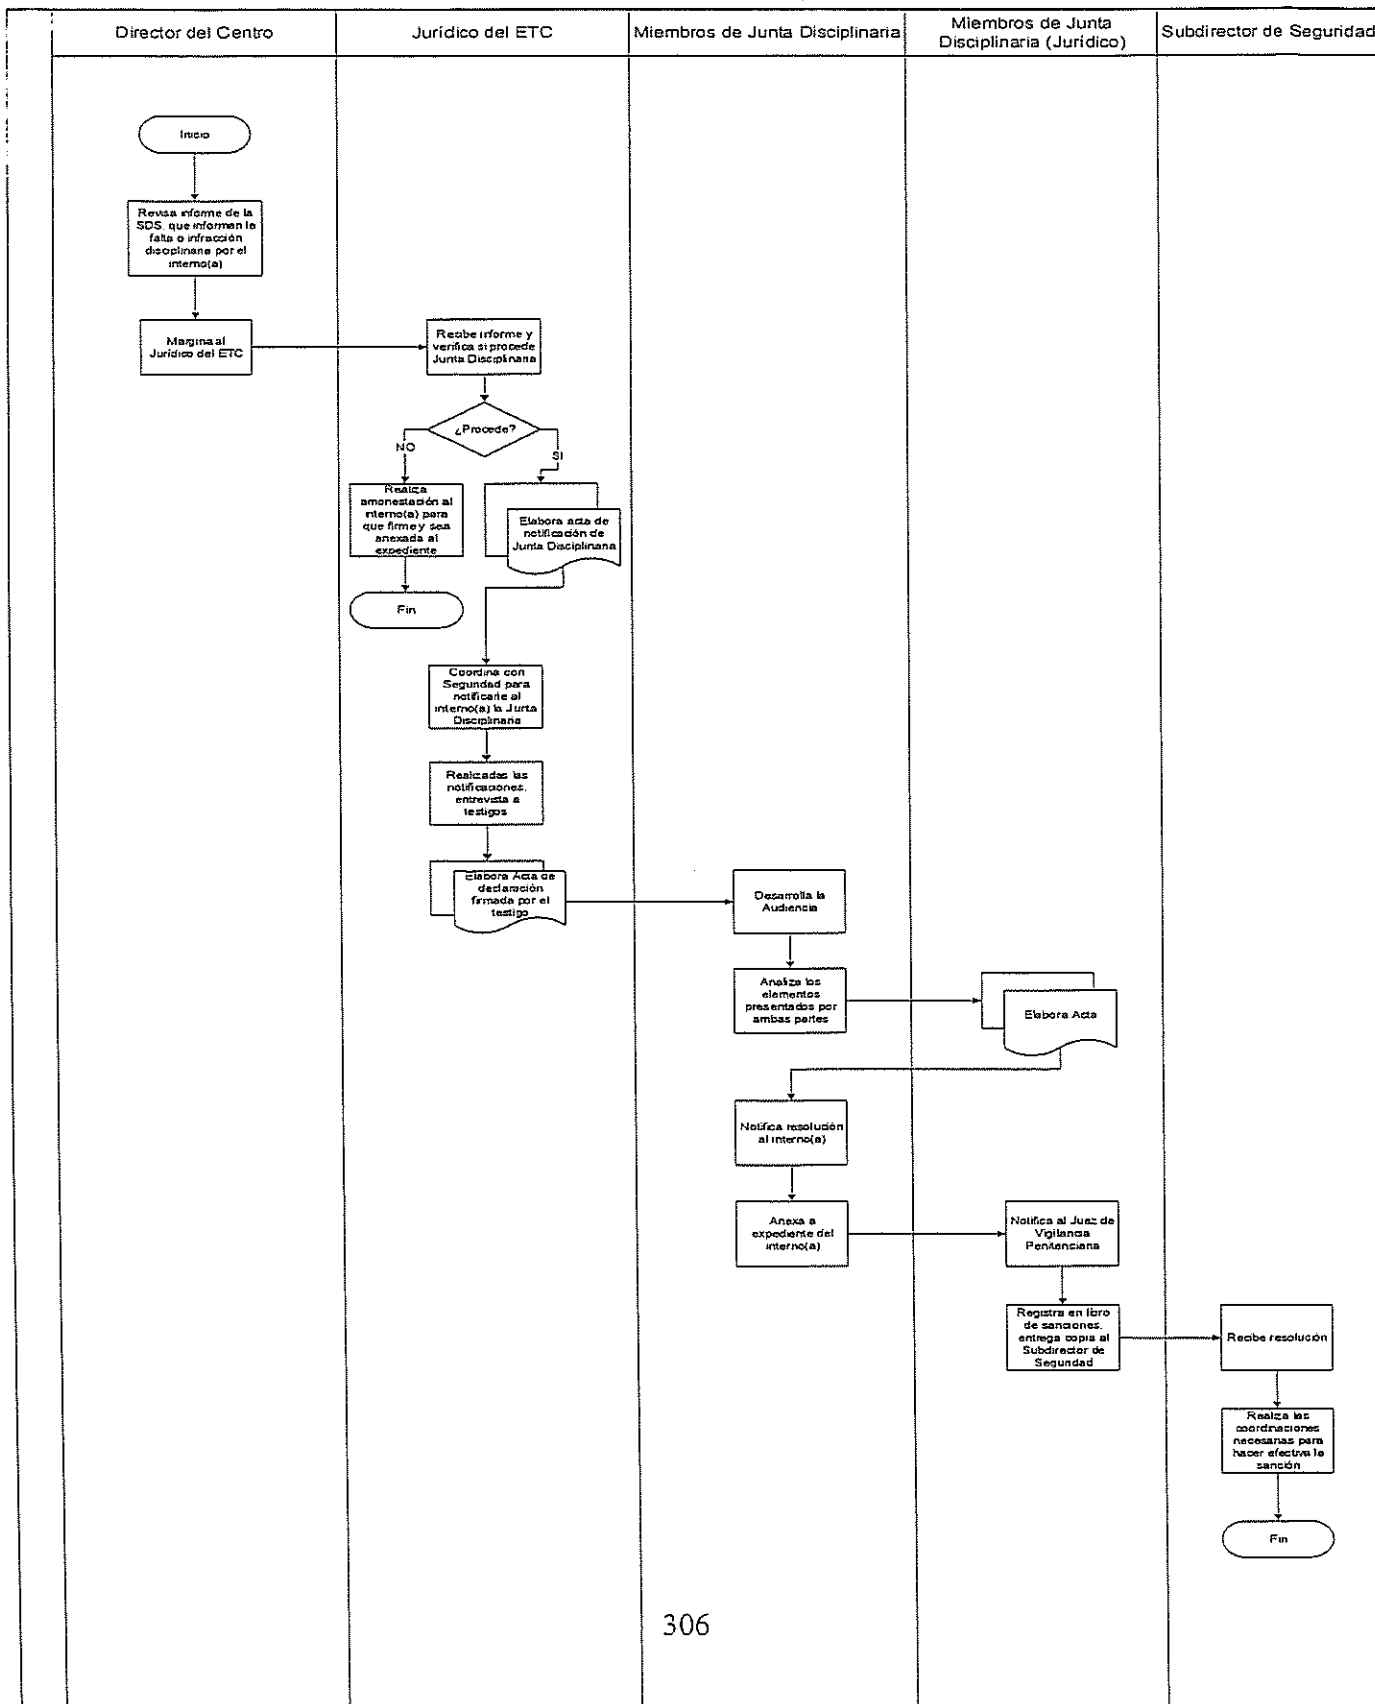 Director del Centro
Jurídico del ETC
Miembros de Junta Disciplinaria
Miembros de Junta
Disciplinaria (Jurídico)
Subdirector de Seguridad
Inicio
Revisa informe de la
SDS, que informan la
falta o infracción
disciplinaria por el
interno(a)
Margina al
Jurídico del ETC
Recibe informe y
verifica si procede
Junta Disciplinaria
¿Procede?
NO
SI
Realiza
amonestación al
interno(a) para
que firme y sea
anexada al
expediente
Fin
Elabora acta de
notificación de
Junta Disciplinaria
Coordina con
Seguridad para
notificarle al
interno(a) la Junta
Disciplinaria
Realizadas las
notificaciones,
entrevista a
testigos
Elabora Acta de
declaración
firmada por el
testigo
Desarrolla la
Audiencia
Analiza los
elementos
presentados por
ambas partes
Elabora Acta
Notifica resolución
al interno(a)
Anexa a
expediente del
interno(a)
Notifica al Juez de
Vigilancia
Penitenciaria
Registra en libro
de sanciones,
entrega copia al
Subdirector de
Seguridad
Recibe resolución
Realiza las
coordinaciones
necesarias para
hacer efectiva la
sanción
Fin
306